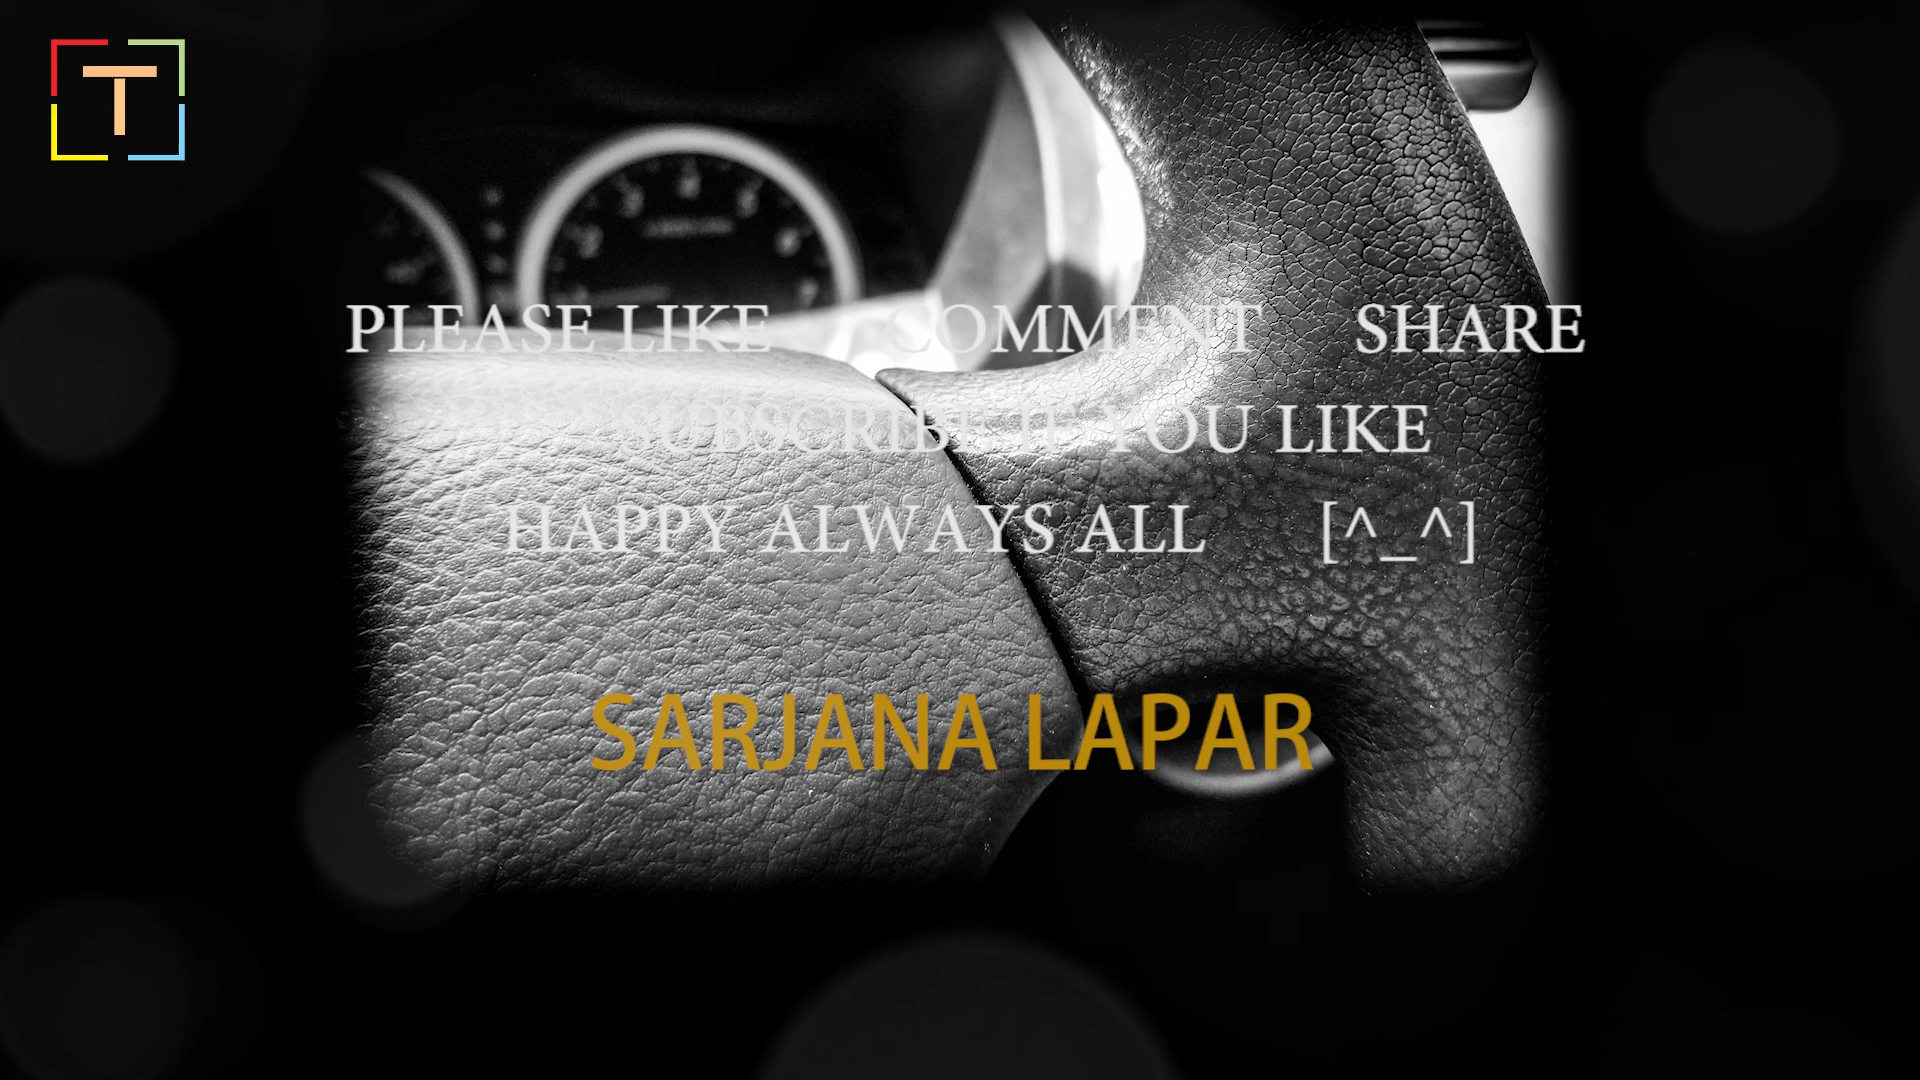 T
PLEASE LIKE COMMENT SHARE
SUBSCRIBE IF YOU LIKE
HAPPY ALWAYS ALL [^_^]
SARJANA LAPAR